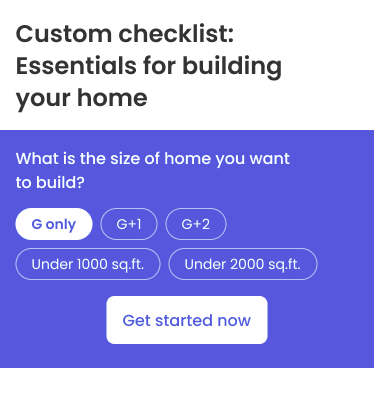 Custom checklist:
Essentials for building
your home
What is the size of home you want
to build?
G only G+1 G+2
Under 1000 sq.ft. Under 2000 sq.ft.
Get started now